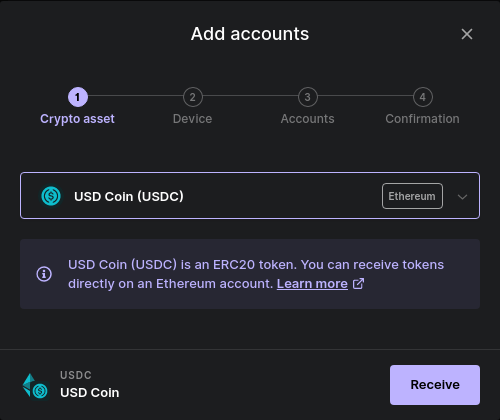 Add accounts
1 2 3 4
Crypto asset Device Accounts Confirmation
USD Coin (USDC) Ethereum
USD Coin (USDC) is an ERC20 token. You can receive tokens
directly on an Ethereum account. Learn more
USDC
USD Coin
Receive